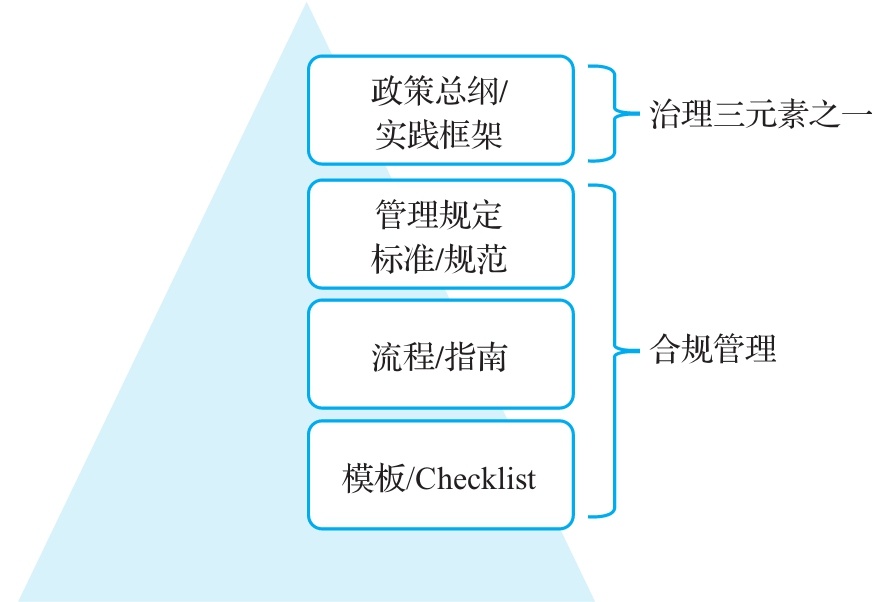 政策总纲/
实践框架
治理三元素之一
管理规定
标准/规范
流程/指南
合规管理
模板/Checklist